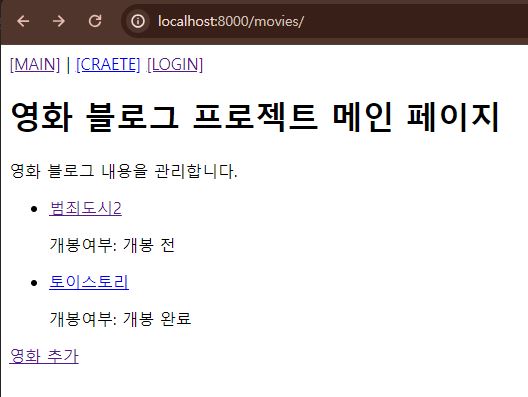 localhost:8000/movies/
[MAIN] | [CRAETE] [LOGIN]
영화 블로그 프로젝트 메인 페이지
영화 블로그 내용을 관리합니다.
범죄도시2
개봉여부: 개봉 전
토이스토리
개봉여부: 개봉 완료
영화 추가